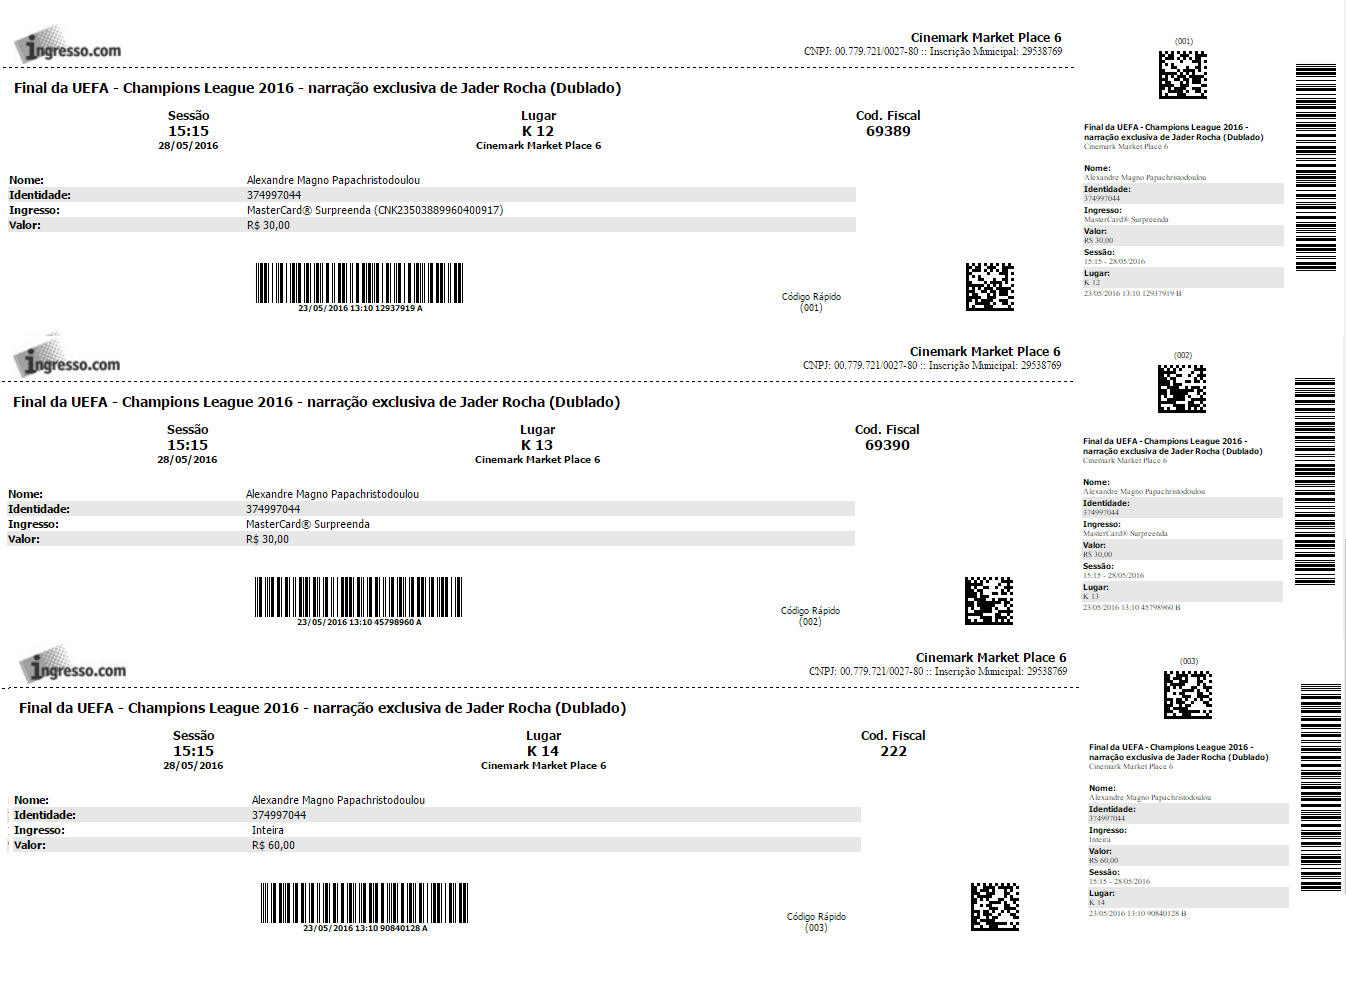 ingresso.com
Cinemark Market Place 6
CNPJ: 00.779.721/0027-80 :: Inscrição Municipal: 29538769
Final da UEFA - Champions League 2016 - narração exclusiva de Jader Rocha (Dublado)
Sessão Lugar Cod. Fiscal
15:15 K 12 69389
28/05/2016 Cinemark Market Place 6
Nome: Alexandre Magno Papachristodoulou
Identidade: 374997044
Ingresso: MasterCard® Surpreenda (CNK23503889960400917)
Valor: R$ 30,00
23/05/2016 13:10 12937919 A
Código Rápido
(001)
(001)
Final da UEFA - Champions League 2016 -
narração exclusiva de Jader Rocha (Dublado)
Cinemark Market Place 6
Nome:
Alexandre Magno Papachristodoulou
Identidade:
374997044
Ingresso:
MasterCard® Surpreenda
Valor:
R$ 30,00
Sessão:
15:15 - 28/05/2016
Lugar:
K 12
23/05/2016 13:10 12937919 B
ingresso.com
Cinemark Market Place 6
CNPJ: 00.779.721/0027-80 :: Inscrição Municipal: 29538769
Final da UEFA - Champions League 2016 - narração exclusiva de Jader Rocha (Dublado)
Sessão Lugar Cod. Fiscal
15:15 K 13 69390
28/05/2016 Cinemark Market Place 6
Nome: Alexandre Magno Papachristodoulou
Identidade: 374997044
Ingresso: MasterCard® Surpreenda
Valor: R$ 30,00
23/05/2016 13:10 45798960 A
Código Rápido
(002)
(002)
Final da UEFA - Champions League 2016 -
narração exclusiva de Jader Rocha (Dublado)
Cinemark Market Place 6
Nome:
Alexandre Magno Papachristodoulou
Identidade:
374997044
Ingresso:
MasterCard® Surpreenda
Valor:
R$ 30,00
Sessão:
15:15 - 28/05/2016
Lugar:
K 13
23/05/2016 13:10 45798960 B
ingresso.com
Cinemark Market Place 6
CNPJ: 00.779.721/0027-80 :: Inscrição Municipal: 29538769
Final da UEFA - Champions League 2016 - narração exclusiva de Jader Rocha (Dublado)
Sessão Lugar Cod. Fiscal
15:15 K 14 222
28/05/2016 Cinemark Market Place 6
Nome: Alexandre Magno Papachristodoulou
Identidade: 374997044
Ingresso: Inteira
Valor: R$ 60,00
23/05/2016 13:10 90840128 A
Código Rápido
(003)
(003)
Final da UEFA - Champions League 2016 -
narração exclusiva de Jader Rocha (Dublado)
Cinemark Market Place 6
Nome:
Alexandre Magno Papachristodoulou
Identidade:
374997044
Ingresso:
Inteira
Valor:
R$ 60,00
Sessão:
15:15 - 28/05/2016
Lugar:
K 14
23/05/2016 13:10 90840128 B